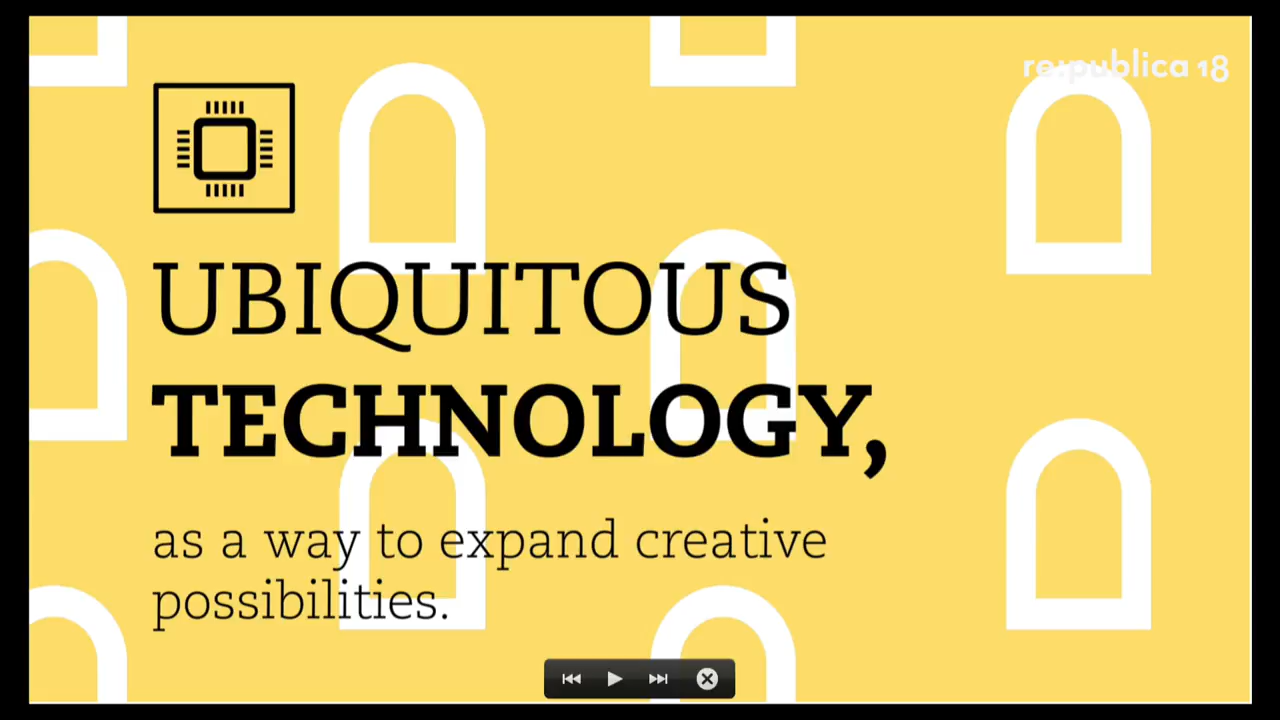 re:publica 18
UBIQUITOUS
TECHNOLOGY,
as a way to expand creative
possibilities.